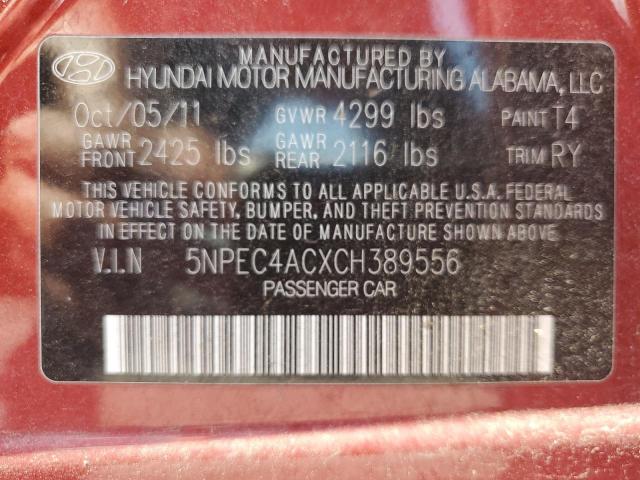 MANUFACTURED BY
HYUNDAI MOTOR MANUFACTURING ALABAMA, LLC
Oct/05/11 GVWR 4299 lbs PAINT T4
GAWR FRONT 2425 lbs GAWR REAR 2116 lbs TRIM RY
THIS VEHICLE CONFORMS TO ALL APPLICABLE U.S.A. FEDERAL
MOTOR VEHICLE SAFETY, BUMPER, AND THEFT PREVENTION STANDARDS
IN EFFECT ON THE DATE OF MANUFACTURE SHOWN ABOVE.
V.I.N 5NPEC4ACXCH389556
PASSENGER CAR